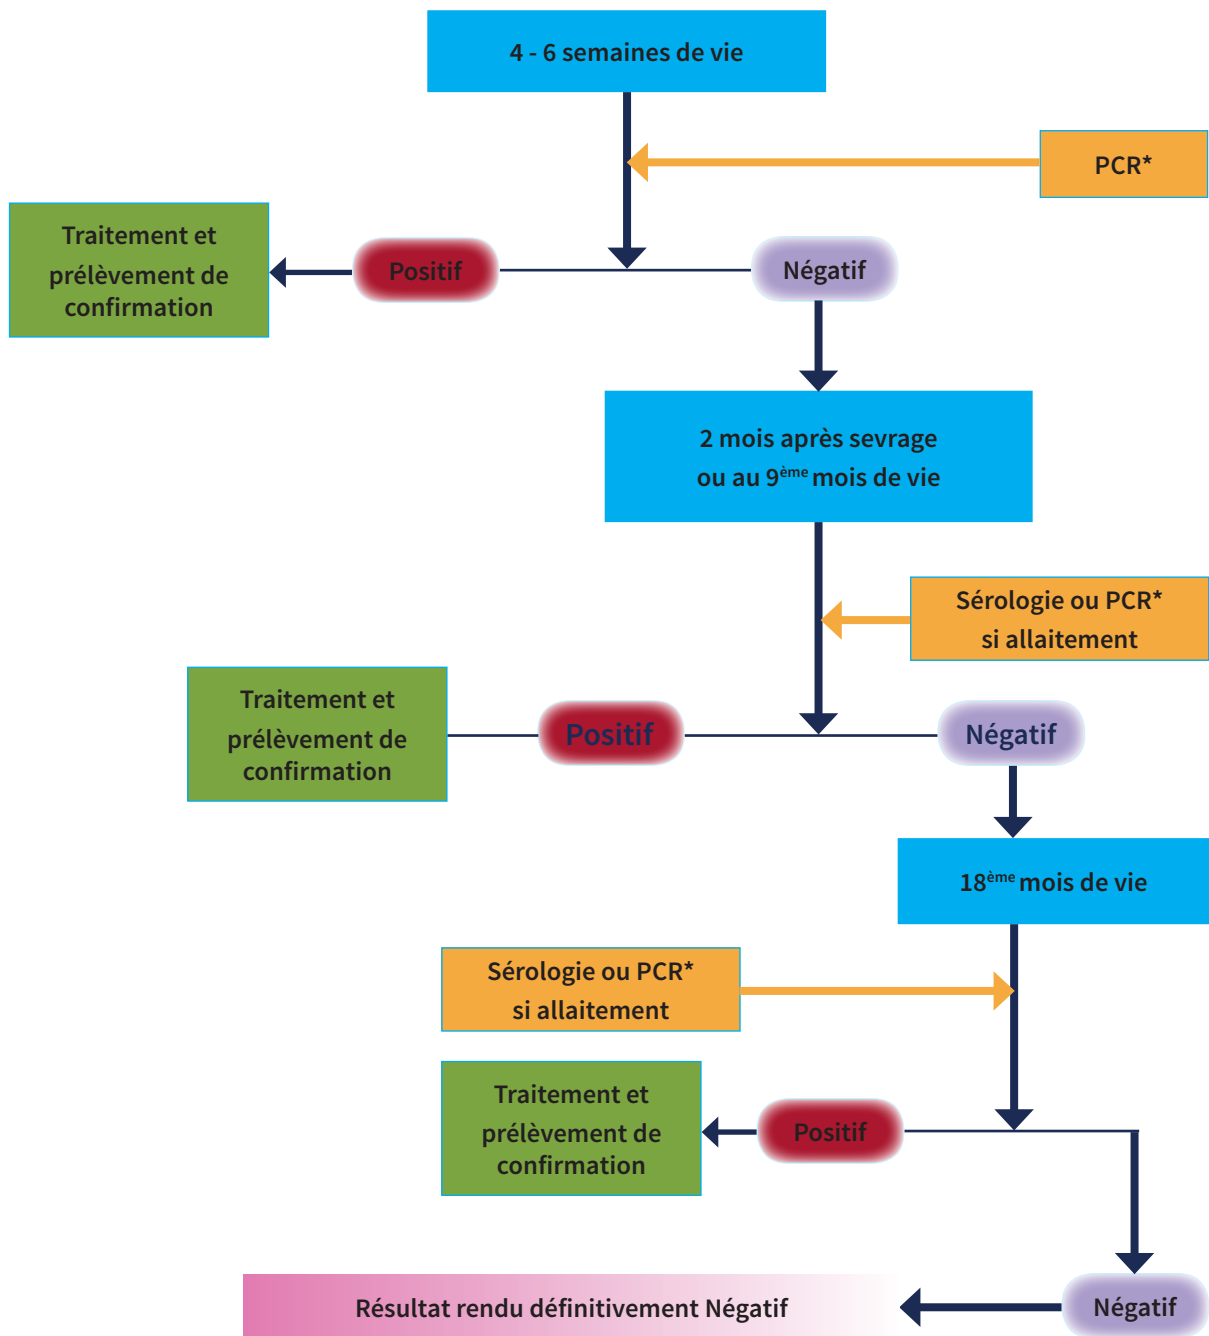 4 - 6 semaines de vie
PCR*
Traitement et
prélèvement de
confirmation
Positif
Négatif
2 mois après sevrage
ou au 9ème mois de vie
Sérologie ou PCR*
si allaitement
Traitement et
prélèvement de
confirmation
Positif
Négatif
18ème mois de vie
Sérologie ou PCR*
si allaitement
Traitement et
prélèvement de
confirmation
Positif
Résultat rendu définitivement Négatif
Négatif